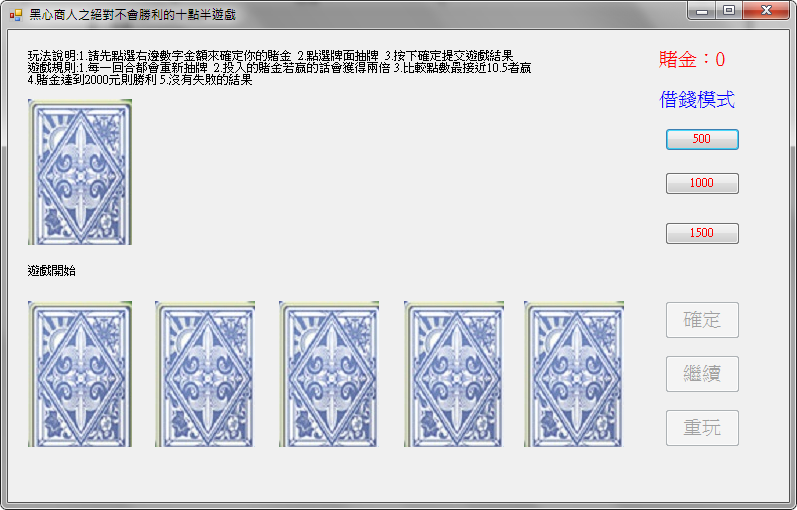 黑心商人之絕對不會勝利的十點半遊戲
玩法說明:1.請先點選右邊數字金額來確定你的賭金 2.點選牌面抽牌 3.按下確定提交遊戲結果
遊戲規則:1.每一回合都會重新抽牌 2.投入的賭金若贏的話會獲得兩倍 3.比較點數最接近10.5者贏
4.賭金達到2000元則勝利 5.沒有失敗的結果
賭金：0
借錢模式
500
1000
1500
遊戲開始
確定
繼續
重玩